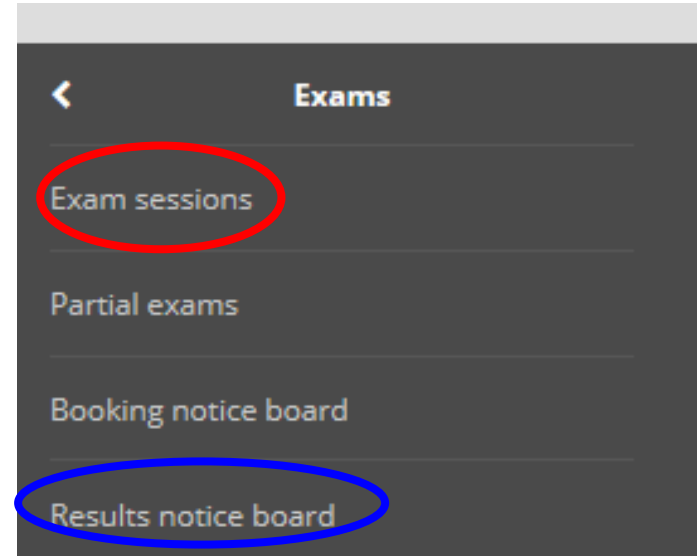 Exams
Exam sessions
Partial exams
Booking notice board
Results notice board